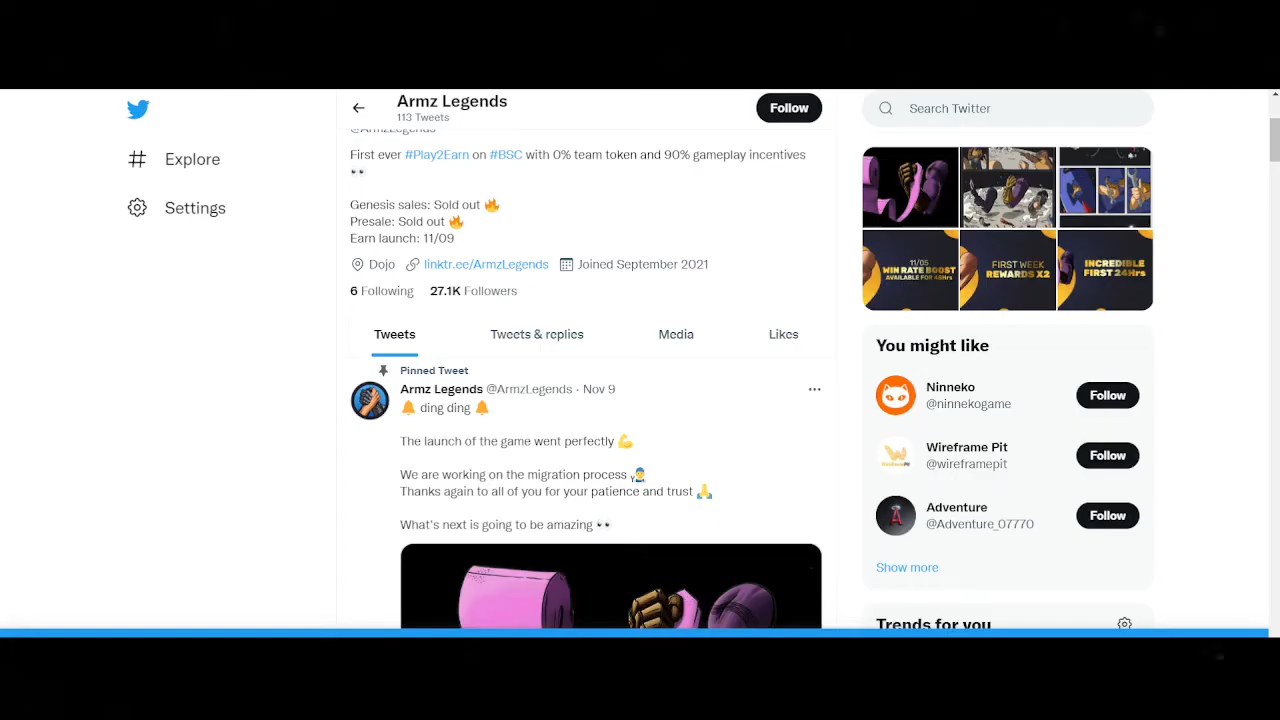 Explore
Settings
Armz Legends
113 Tweets
Follow
@ArmzLegends
First ever #Play2Earn on #BSC with 0% team token and 90% gameplay incentives
👀
Genesis sales: Sold out 🔥
Presale: Sold out 🔥
Earn launch: 11/09
Dojo linktr.ee/ArmzLegends Joined September 2021
6 Following 27.1K Followers
Tweets Tweets & replies Media Likes
Pinned Tweet
Armz Legends @ArmzLegends · Nov 9
🔔 ding ding 🔔
The launch of the game went perfectly 💪
We are working on the migration process 👨‍🎨
Thanks again to all of you for your patience and trust 🙏
What's next is going to be amazing 👀
Search Twitter
11/05
WIN RATE BOOST
AVAILABLE FOR 48Hrs
FIRST WEEK
REWARDS X2
INCREDIBLE
FIRST 24Hrs
You might like
Ninneko
@ninnekogame
Follow
Wireframe Pit
@wireframepit
Follow
Adventure
@Adventure_07770
Follow
Show more
Trends for you